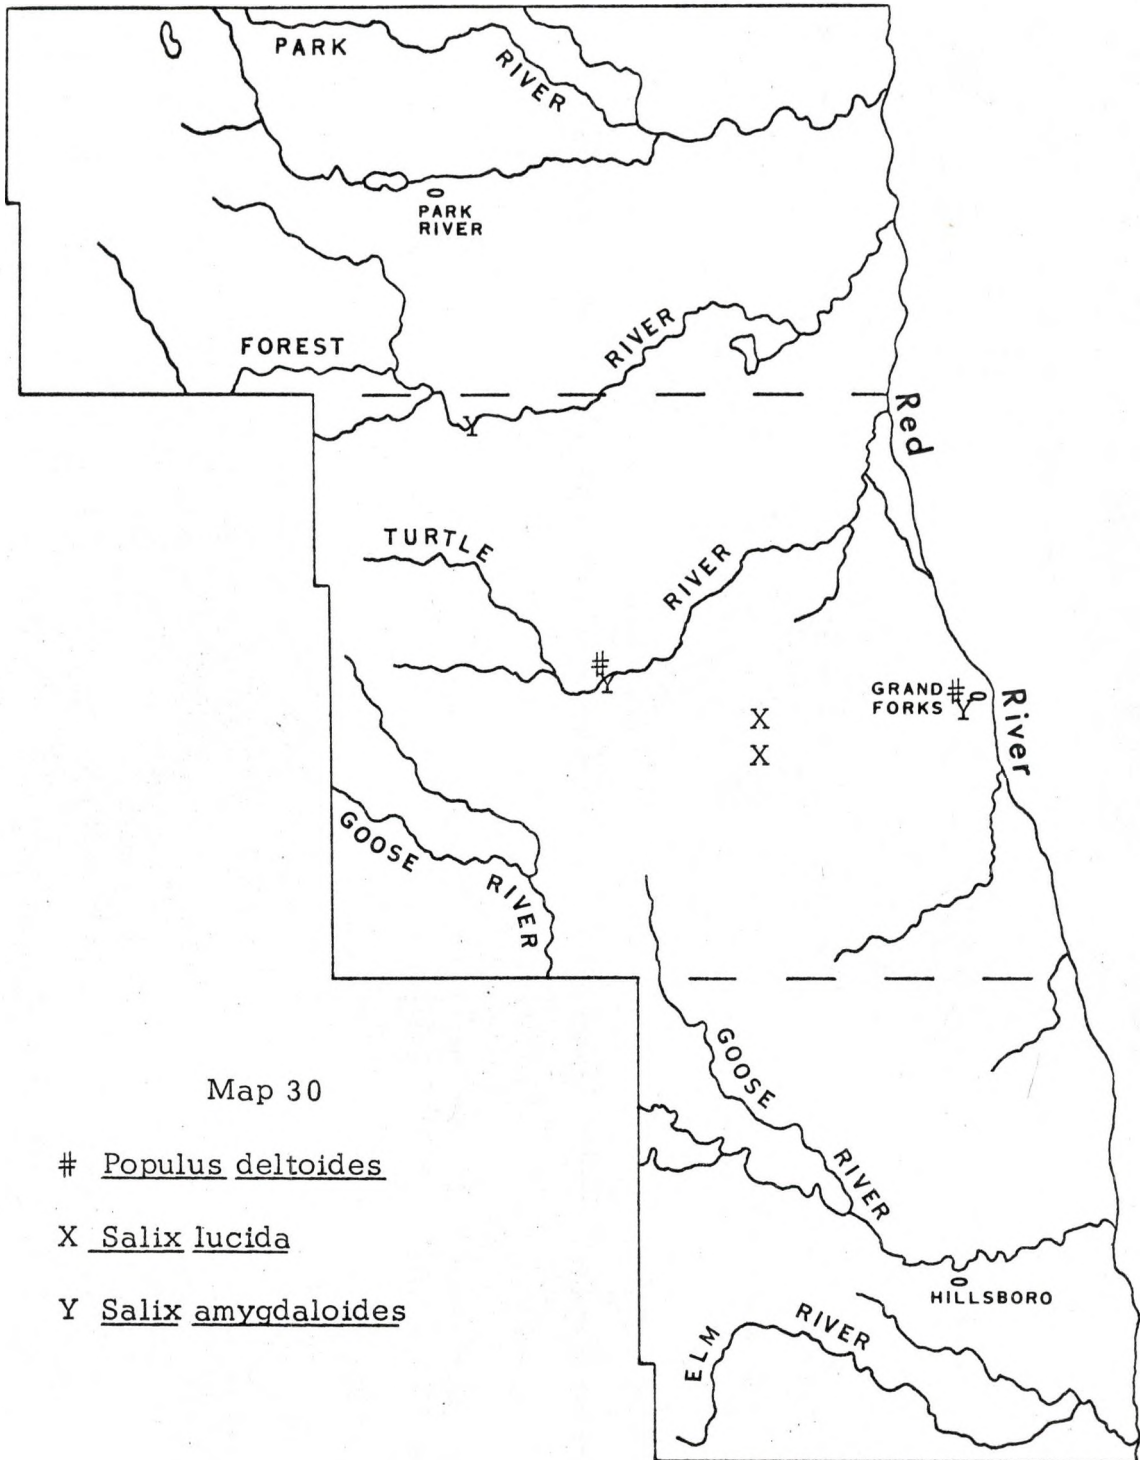 PARK
RIVER
PARK
RIVER
FOREST
RIVER
Red
Y
TURTLE
RIVER
#
Y
GRAND
FORKS
#
Y
River
X
X
GOOSE
RIVER
GOOSE
RIVER
HILLSBORO
ELM
RIVER
Map 30
# Populus deltoides
X Salix lucida
Y Salix amygdaloides